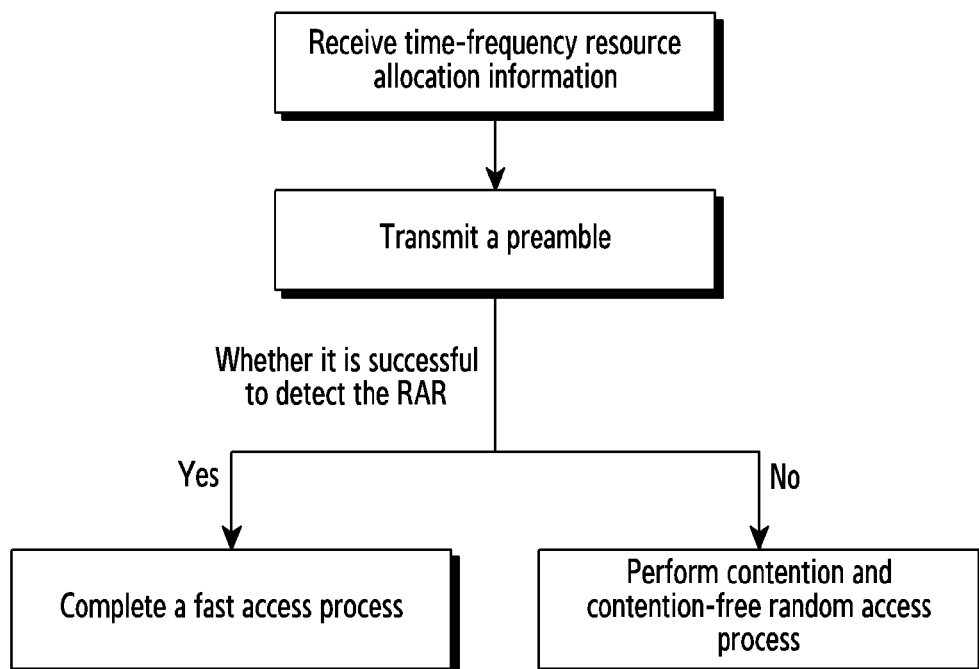 Receive time-frequency resource
allocation information
Transmit a preamble
Whether it is successful
to detect the RAR
Yes
No
Complete a fast access process
Perform contention and
contention-free random access
process